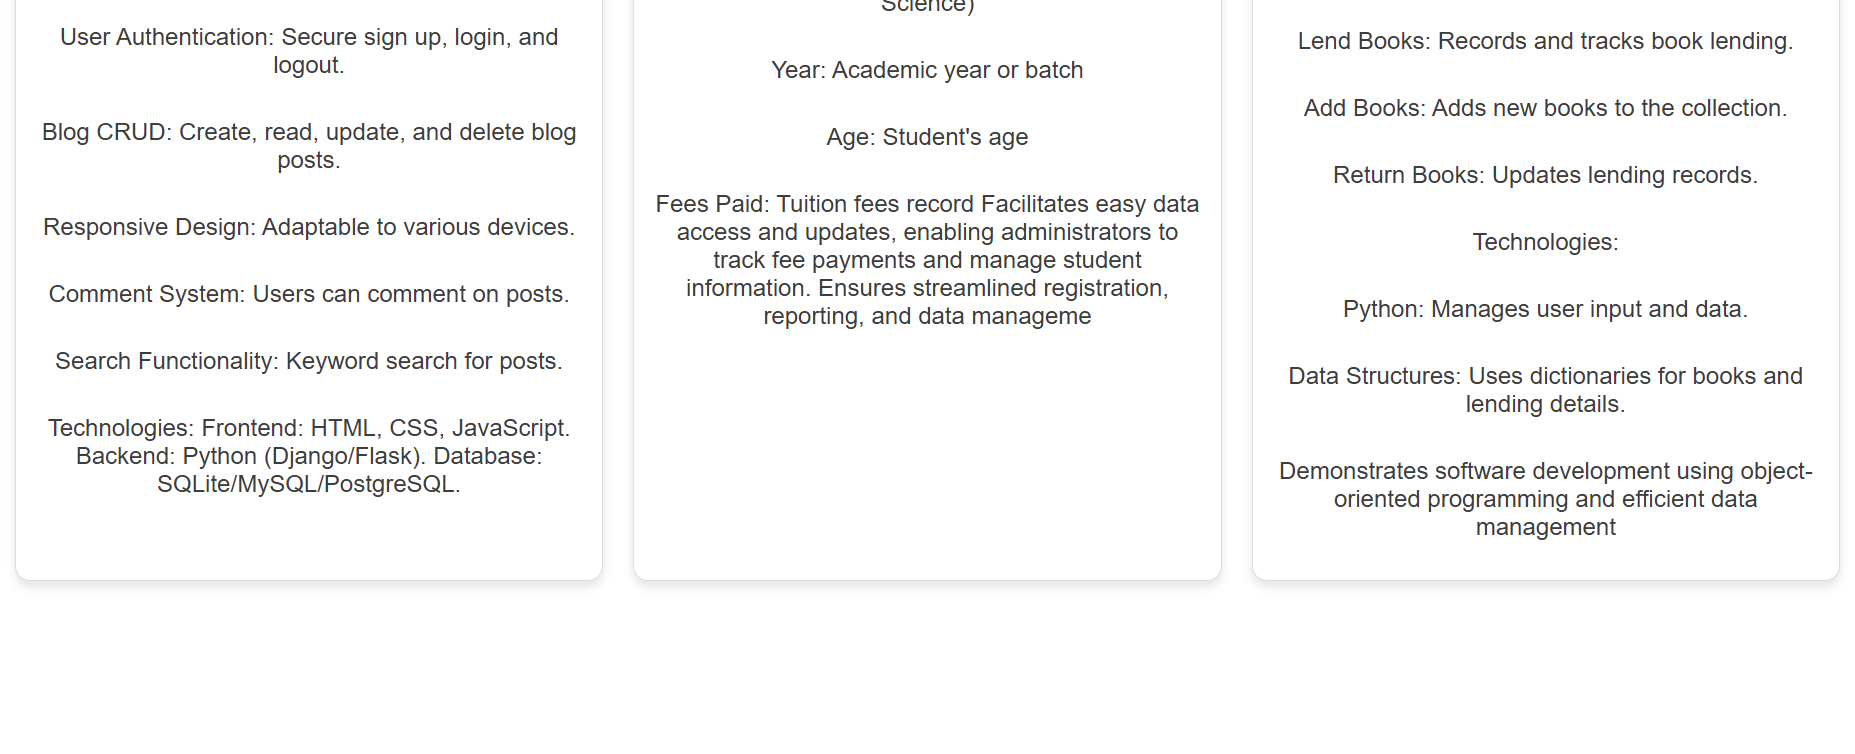 User Authentication: Secure sign up, login, and
logout.
Blog CRUD: Create, read, update, and delete blog
posts.
Responsive Design: Adaptable to various devices.
Comment System: Users can comment on posts.
Search Functionality: Keyword search for posts.
Technologies: Frontend: HTML, CSS, JavaScript.
Backend: Python (Django/Flask). Database:
SQLite/MySQL/PostgreSQL.
Science)
Year: Academic year or batch
Age: Student's age
Fees Paid: Tuition fees record Facilitates easy data
access and updates, enabling administrators to
track fee payments and manage student
information. Ensures streamlined registration,
reporting, and data manageme
Lend Books: Records and tracks book lending.
Add Books: Adds new books to the collection.
Return Books: Updates lending records.
Technologies:
Python: Manages user input and data.
Data Structures: Uses dictionaries for books and
lending details.
Demonstrates software development using object-
oriented programming and efficient data
management